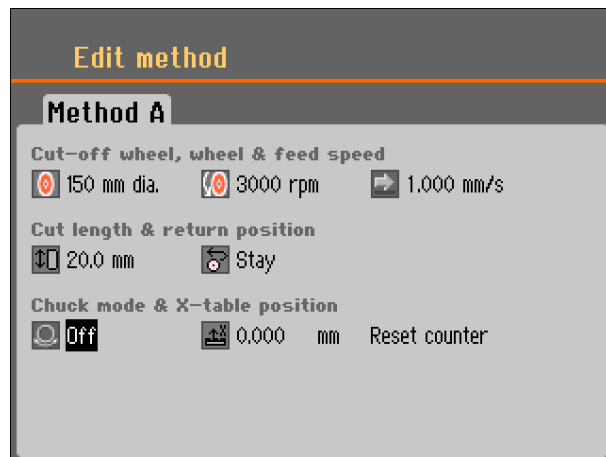 Edit method
Method A
Cut-off wheel, wheel & feed speed
150 mm dia. 3000 rpm 1.000 mm/s
Cut length & return position
20.0 mm Stay
Chuck mode & X-table position
Off 0.000 mm Reset counter